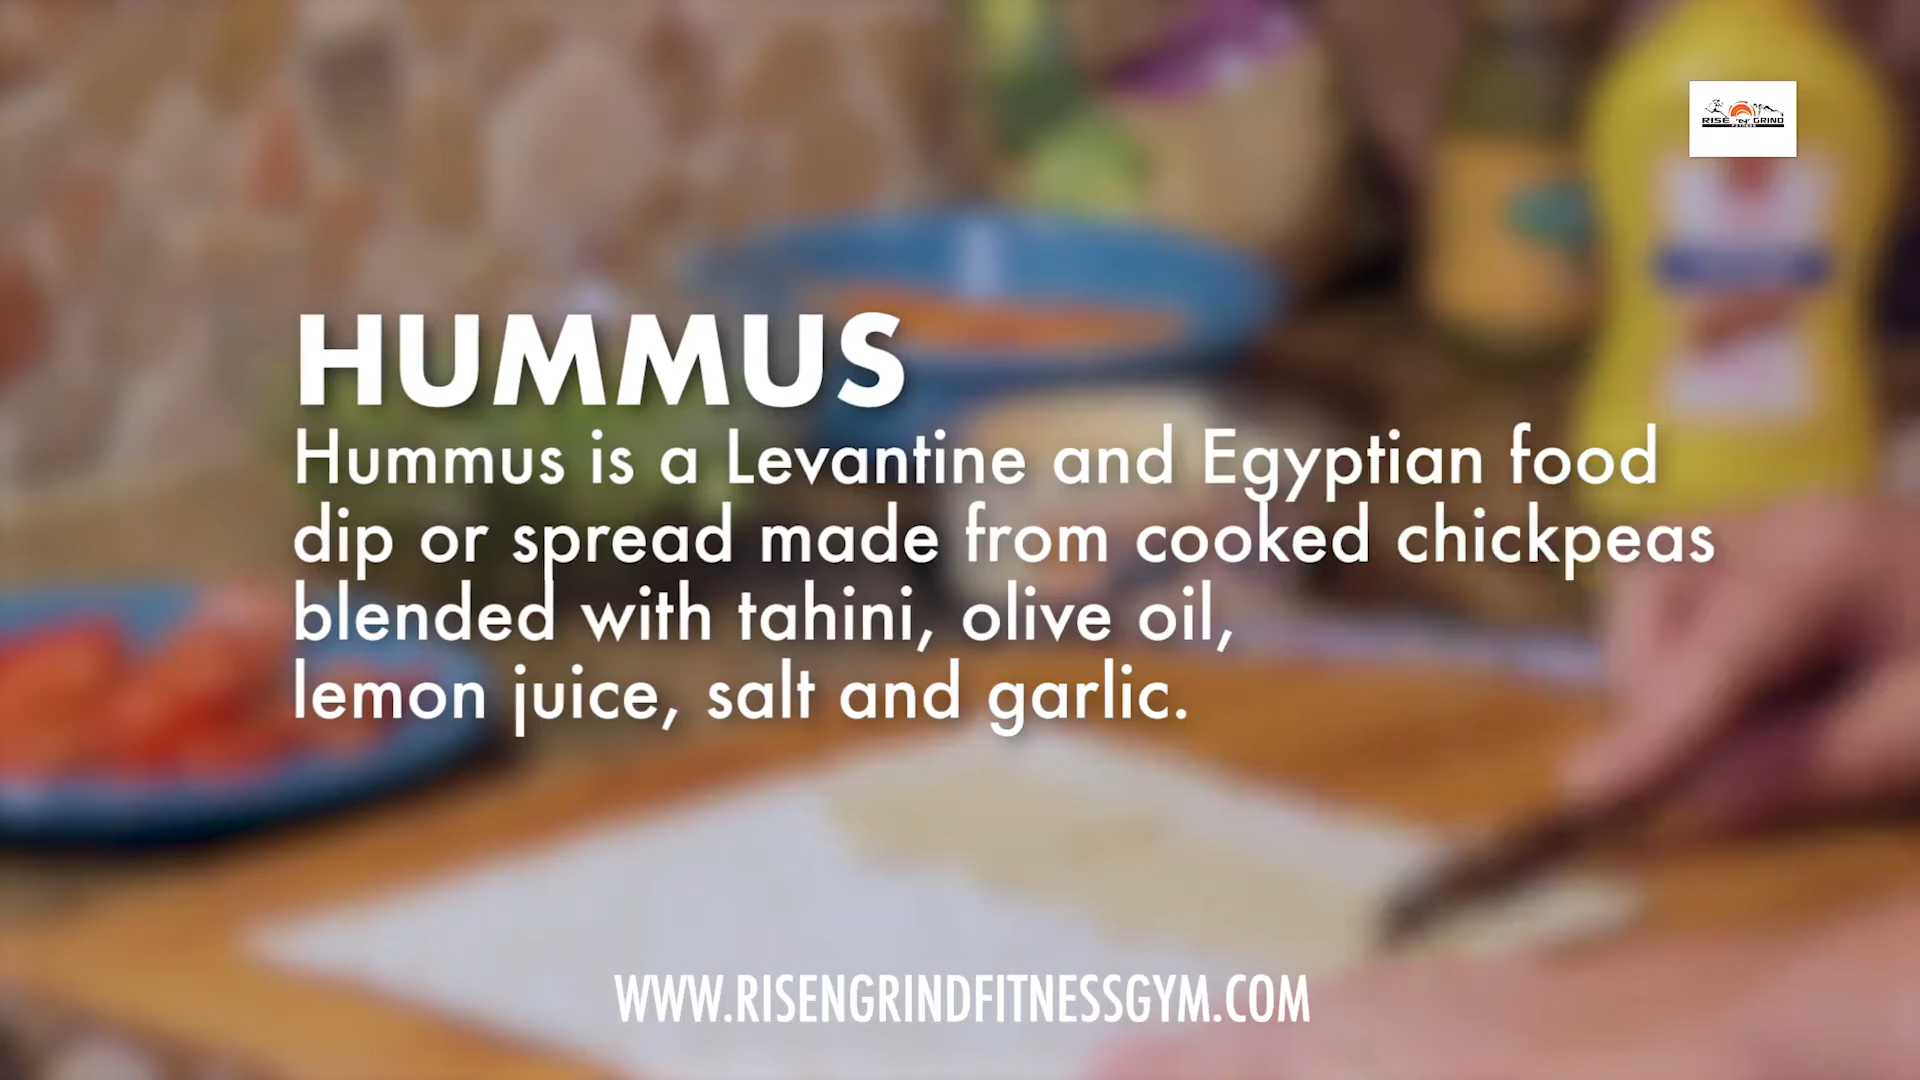 RISE 'N' GRIND
FITNESS
HUMMUS
Hummus is a Levantine and Egyptian food
dip or spread made from cooked chickpeas
blended with tahini, olive oil,
lemon juice, salt and garlic.
WWW.RISENGRINDFITNESSGYM.COM